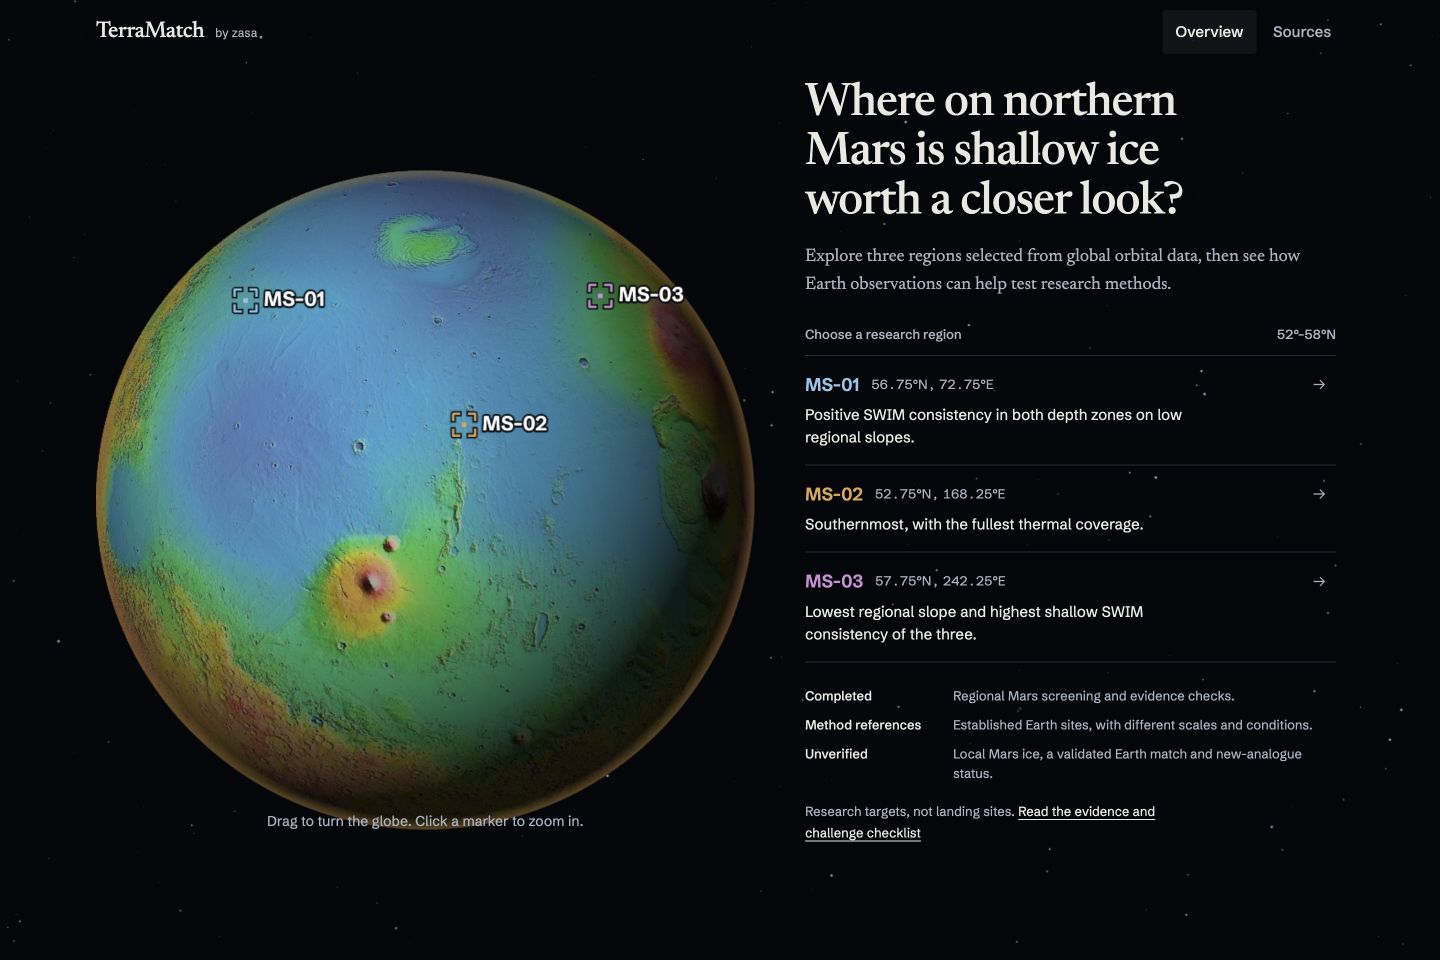 TerraMatch by zasa
Overview
Sources
Where on northern
Mars is shallow ice
worth a closer look?
Explore three regions selected from global orbital data, then see how
Earth observations can help test research methods.
Choose a research region
52°–58°N
MS-01 56.75°N, 72.75°E →
Positive SWIM consistency in both depth zones on low
regional slopes.
MS-02 52.75°N, 168.25°E →
Southernmost, with the fullest thermal coverage.
MS-03 57.75°N, 242.25°E →
Lowest regional slope and highest shallow SWIM
consistency of the three.
Completed Regional Mars screening and evidence checks.
Method references Established Earth sites, with different scales and conditions.
Unverified Local Mars ice, a validated Earth match and new-analogue
status.
Research targets, not landing sites. Read the evidence and
challenge checklist
MS-01
MS-03
MS-02
Drag to turn the globe. Click a marker to zoom in.